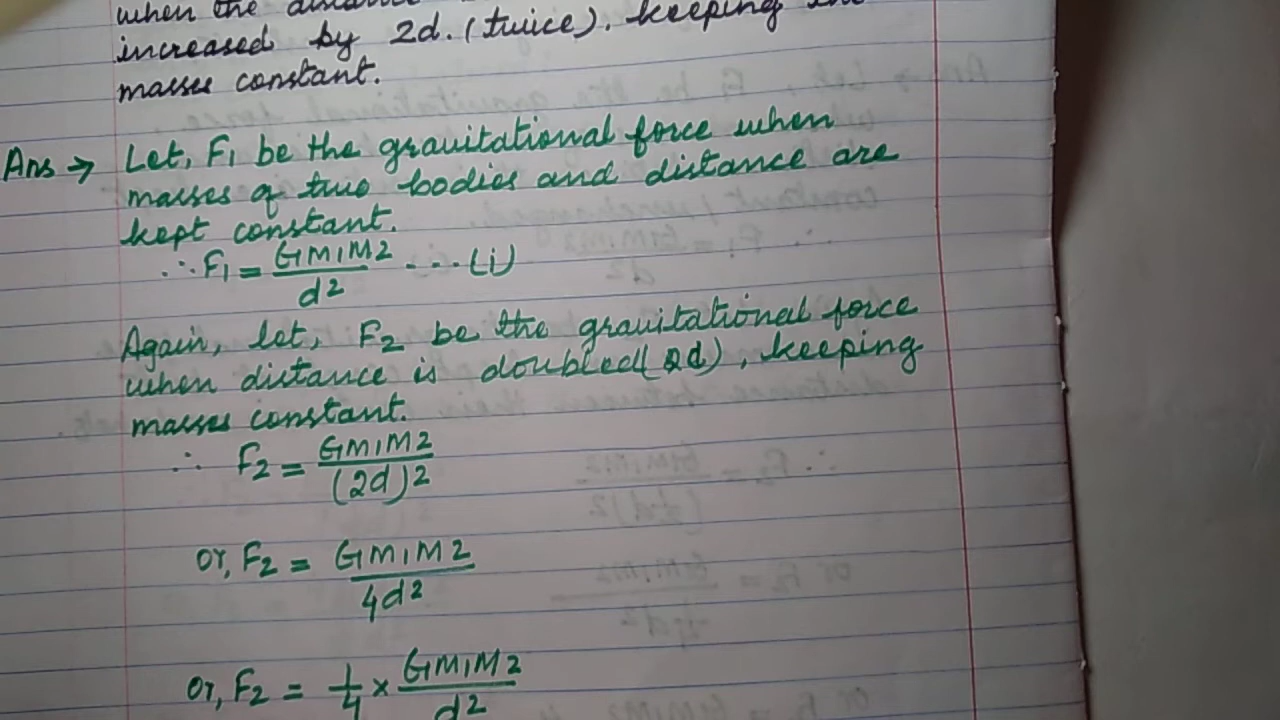 when the distance
increased by 2d. (twice). keeping the
masses constant.
Ans → Let, F1 be the gravitational force when
masses of two bodies and distance are
kept constant.
∴ F1 = GM1M2 / d2 ---- (i)
Again, let, F2 be the gravitational force
when distance is doubled(2d), keeping
masses constant.
∴ F2 = GM1M2 / (2d)2
or, F2 = GM1M2 / 4d2
or, F2 = 1/4 × GM1M2 / d2